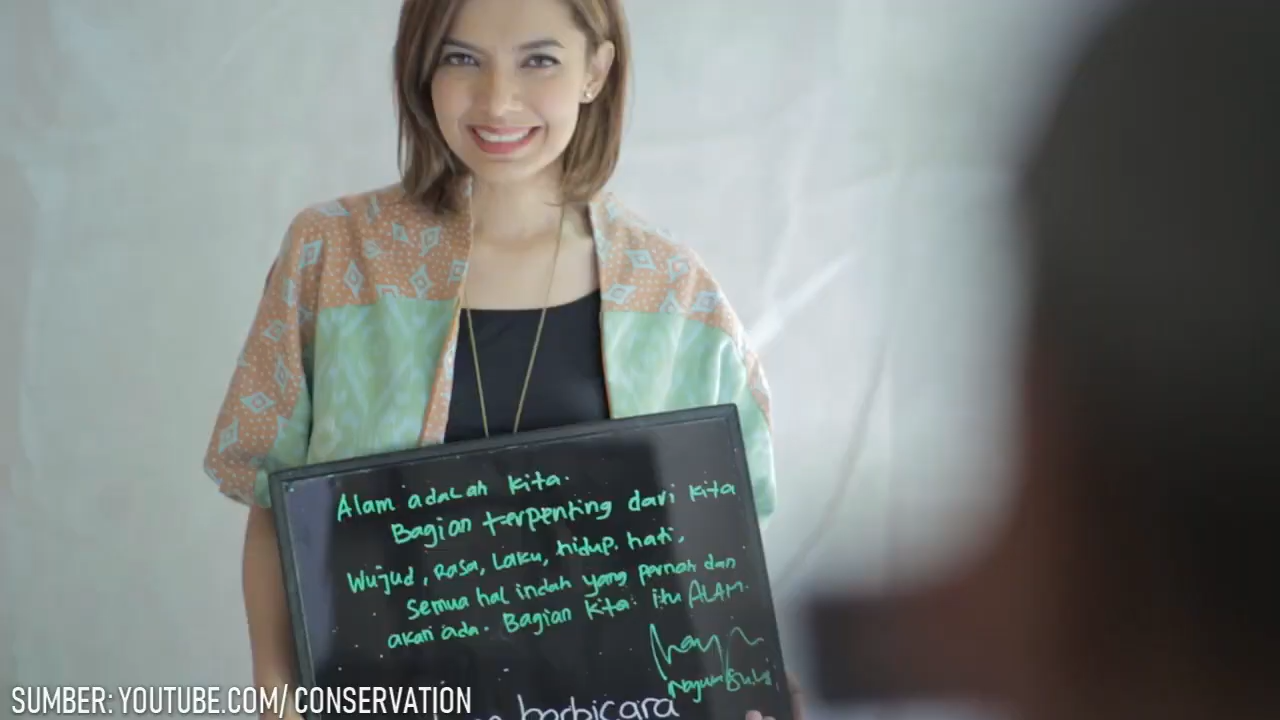 Alam adalah kita.
Bagian terpenting dari kita
Wujud, Rasa, Laku, hidup, hati,
semua hal indah yang pernah dan
akan ada. Bagian kita itu ALAM.
berbicara
SUMBER: YOUTUBE.COM/ CONSERVATION